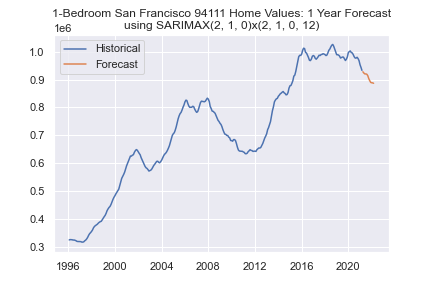 1-Bedroom San Francisco 94111 Home Values: 1 Year Forecast
using SARIMAX(2, 1, 0)x(2, 1, 0, 12)
1e6
Historical
Forecast
1.0
0.9
0.8
0.7
0.6
0.5
0.4
0.3
1996 2000 2004 2008 2012 2016 2020